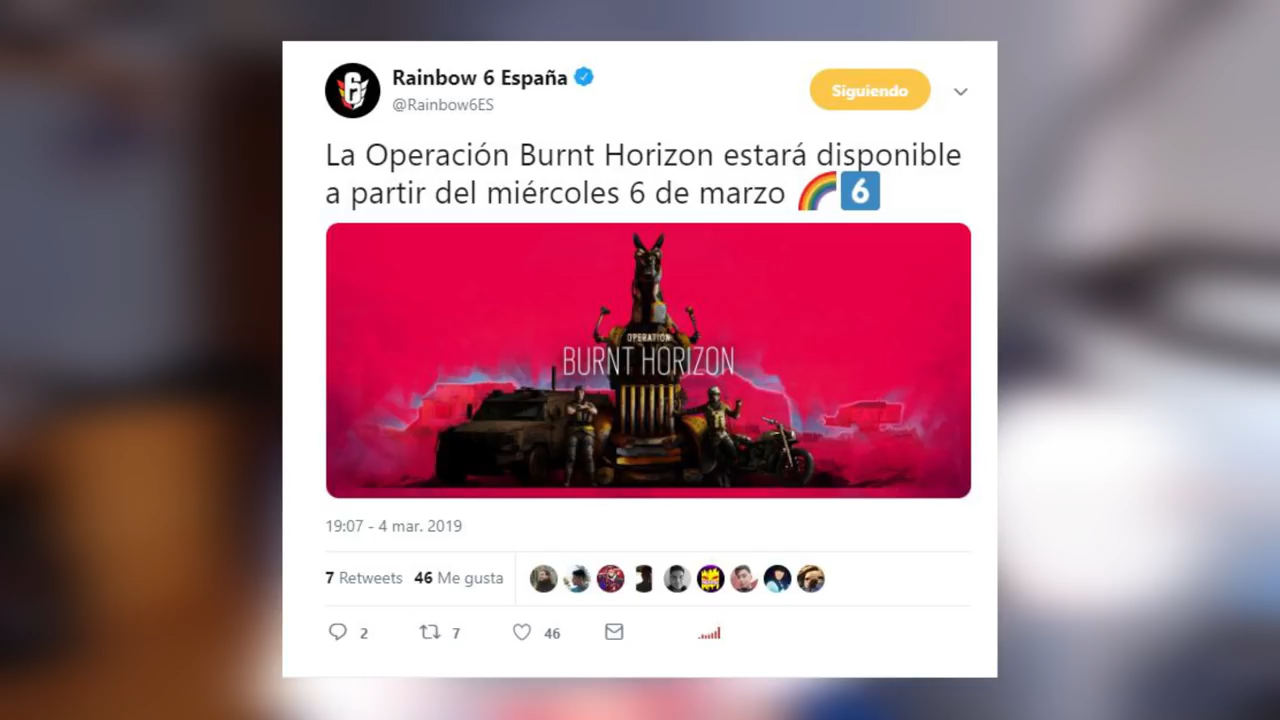 Rainbow 6 España
@Rainbow6ES
Siguiendo
La Operación Burnt Horizon estará disponible
a partir del miércoles 6 de marzo 🌈6️⃣
OPERATION
BURNT HORIZON
19:07 - 4 mar. 2019
7 Retweets 46 Me gusta
2 7 46